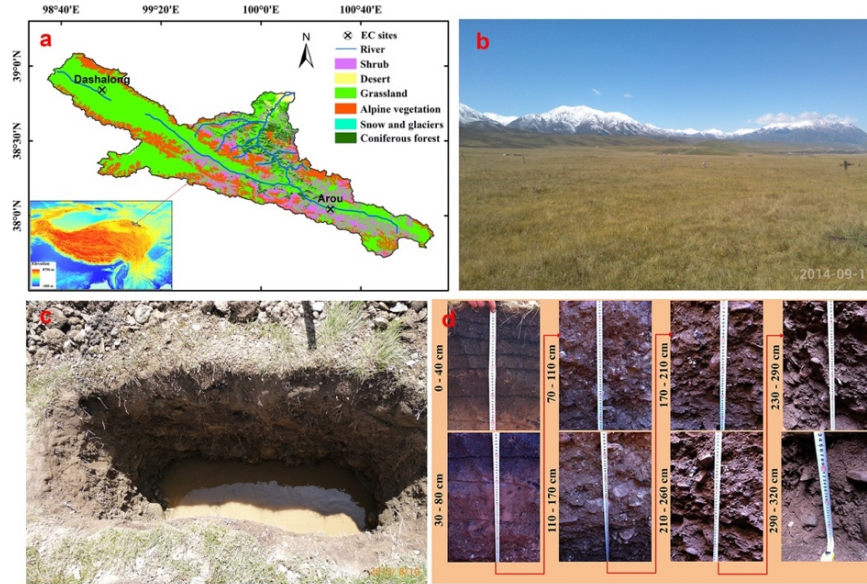 98°40' 99°20' 100°00' 100°40'
a
N
EC sites
River
Shrub
Desert
Grassland
Alpine vegetation
Snow and glaciers
Coniferous forest
39°0'
38°30'
38°0'
Dashalong
Arou
Elevation
b
2014-09-1
c
d
0 - 40 cm
30 - 80 cm
70 - 110 cm
110 - 170 cm
170 - 210 cm
210 - 260 cm
230 - 290 cm
290 - 320 cm